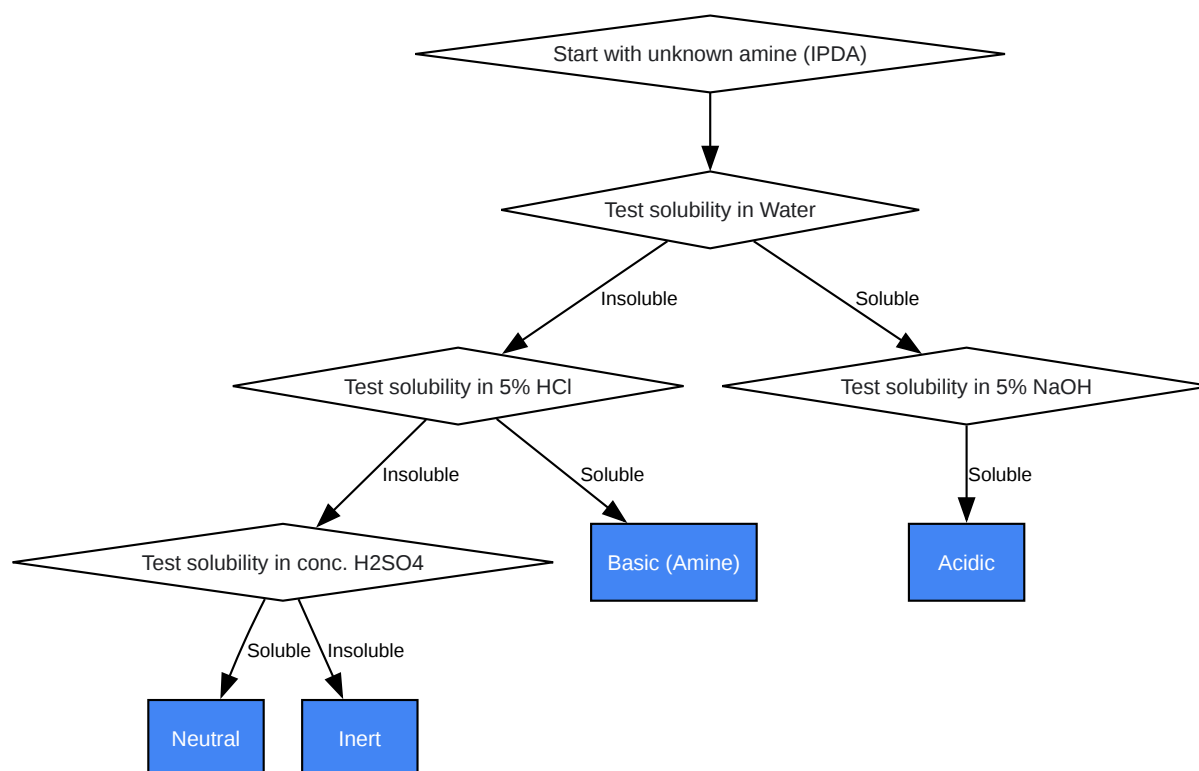 Start with unknown amine (IPDA)
Test solubility in Water
Insoluble
Soluble
Test solubility in 5% HCl
Test solubility in 5% NaOH
Insoluble
Soluble
Soluble
Test solubility in conc. H2SO4
Basic (Amine)
Acidic
Soluble
Insoluble
Neutral
Inert